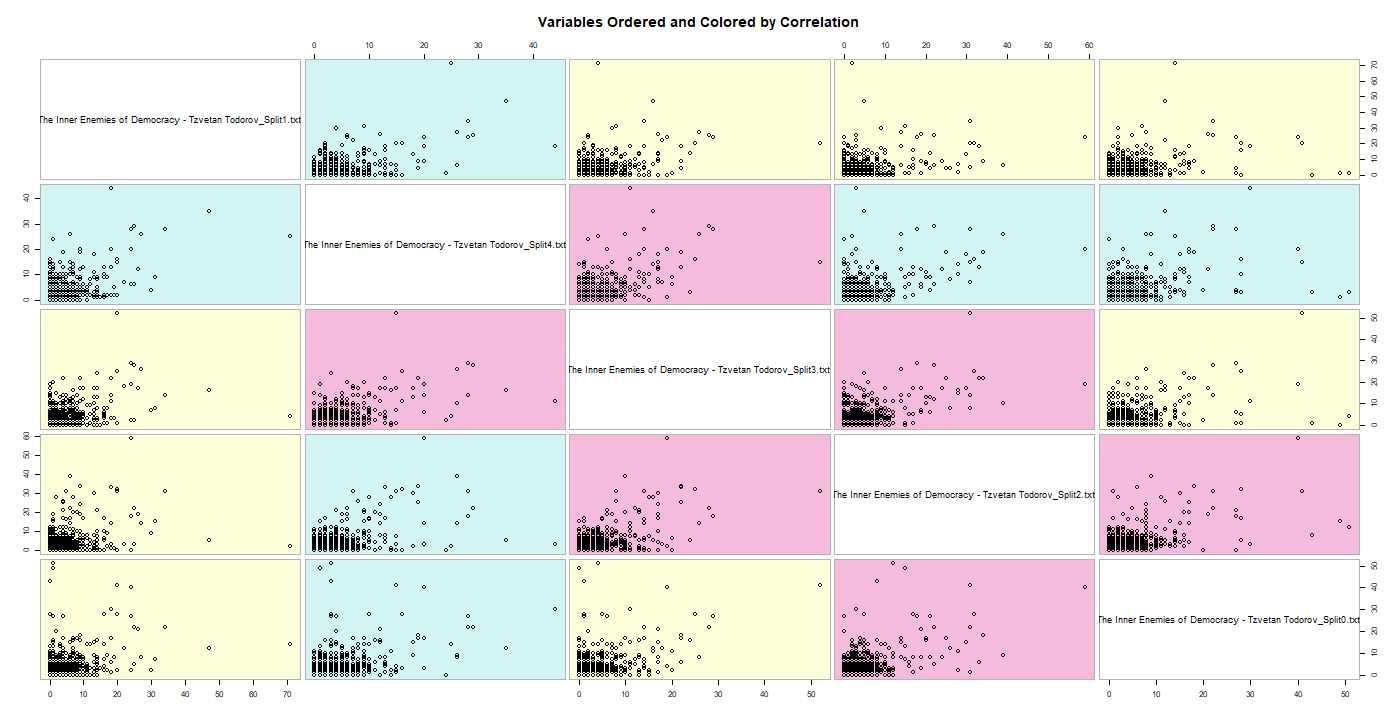 Variables Ordered and Colored by Correlation
0 10 20 30 40
0 10 20 30 40 50 60
The Inner Enemies of Democracy - Tzvetan Todorov_Split1.txt
0 10 20 30 40 50 60 70
0 10 20 30 40
The Inner Enemies of Democracy - Tzvetan Todorov_Split4.txt
The Inner Enemies of Democracy - Tzvetan Todorov_Split3.txt
0 10 20 30 40 50
0 10 20 30 40 50 60
The Inner Enemies of Democracy - Tzvetan Todorov_Split2.txt
The Inner Enemies of Democracy - Tzvetan Todorov_Split0.txt
0 10 20 30 40 50
0 10 20 30 40 50 60 70
0 10 20 30 40 50
0 10 20 30 40 50